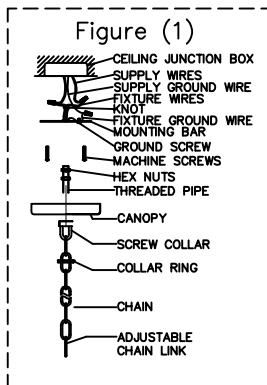 Figure (1)
CEILING JUNCTION BOX
SUPPLY WIRES
SUPPLY GROUND WIRE
FIXTURE WIRES
KNOT
FIXTURE GROUND WIRE
MOUNTING BAR
GROUND SCREW
MACHINE SCREWS
HEX NUTS
THREADED PIPE
CANOPY
SCREW COLLAR
COLLAR RING
CHAIN
ADJUSTABLE
CHAIN LINK